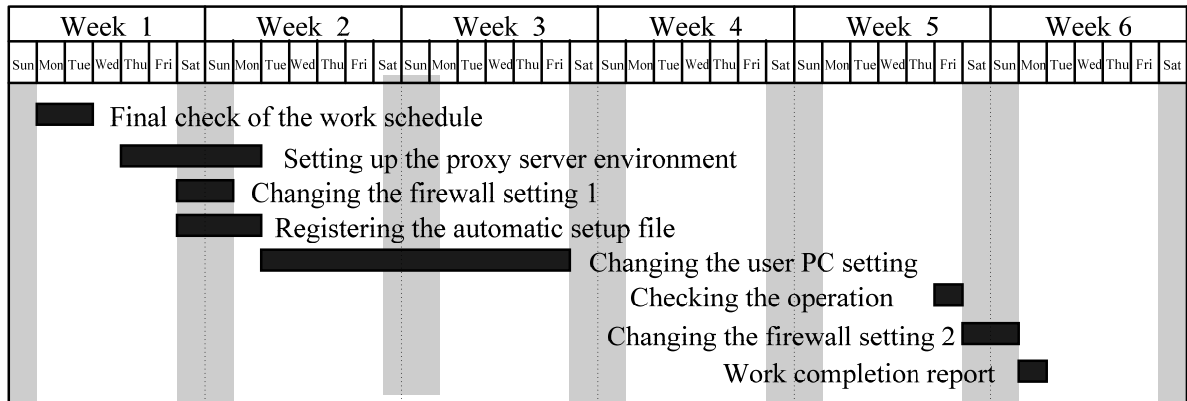 Week 1 Week 2 Week 3 Week 4 Week 5 Week 6
Sun Mon Tue Wed Thu Fri Sat Sun Mon Tue Wed Thu Fri Sat Sun Mon Tue Wed Thu Fri Sat Sun Mon Tue Wed Thu Fri Sat Sun Mon Tue Wed Thu Fri Sat Sun Mon Tue Wed Thu Fri Sat
Final check of the work schedule
Setting up the proxy server environment
Changing the firewall setting 1
Registering the automatic setup file
Changing the user PC setting
Checking the operation
Changing the firewall setting 2
Work completion report